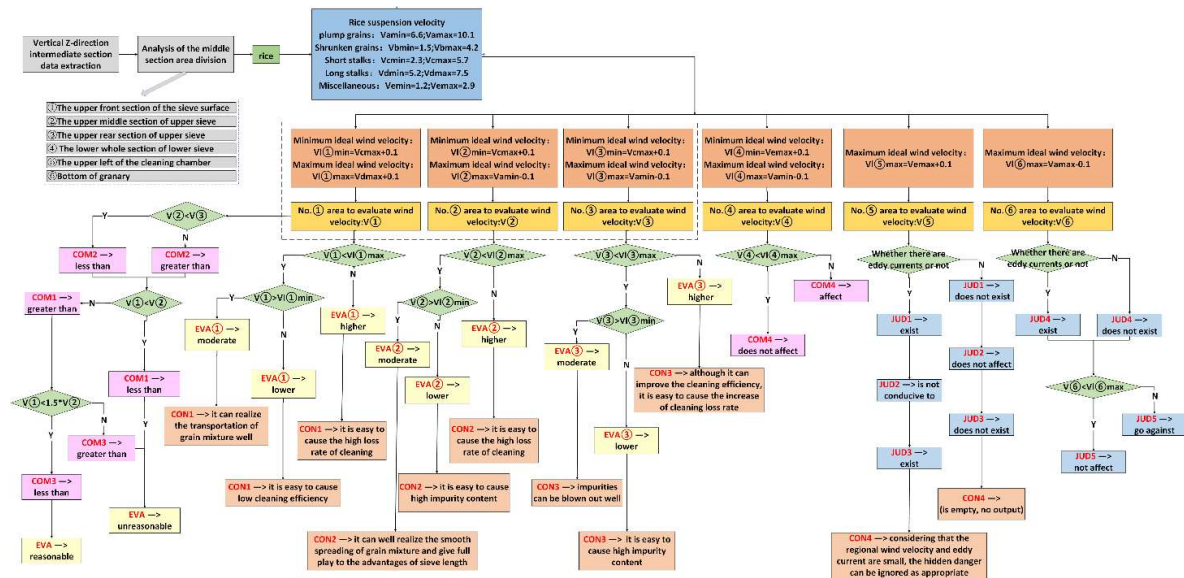 Vertical Z-direction
intermediate section
data extraction
Analysis of the middle
section area division
rice
Rice suspension velocity
plump grains: Vamin=6.6;Vamax=10.1
Shrunken grains: Vbmin=1.5;Vbmax=4.2
Short stalks: Vcmin=2.3;Vcmax=5.7
Long stalks: Vdmin=5.2;Vdmax=7.5
Miscellaneous: Vemin=1.2;Vemax=2.9
①The upper front section of the sieve surface
②The upper middle section of upper sieve
③The upper rear section of upper sieve
④ The lower whole section of lower sieve
⑤The upper left of the cleaning chamber
⑥Bottom of granary
Minimum ideal wind velocity:
VI①min=Vcmax+0.1
Maximum ideal wind velocity:
VI①max=Vdmax+0.1
Minimum ideal wind velocity:
VI②min=Vcmax+0.1
Maximum ideal wind velocity:
VI②max=Vamin-0.1
Minimum ideal wind velocity:
VI③min=Vcmax+0.1
Maximum ideal wind velocity:
VI③max=Vamin-0.1
Minimum ideal wind velocity:
VI④min=Vemax+0.1
Maximum ideal wind velocity:
VI④max=Vamin-0.1
Maximum ideal wind velocity:
VI⑤max=Vemax+0.1
Maximum ideal wind velocity:
VI⑥max=Vamax-0.1
No.① area to evaluate wind
velocity:V①
No.② area to evaluate wind
velocity:V②
No.③ area to evaluate wind
velocity:V③
No.④ area to evaluate wind
velocity:V④
No.⑤ area to evaluate wind
velocity:V⑤
No.⑥ area to evaluate wind
velocity:V⑥
V②<V③
Y
N
COM2 —>
less than
COM2 —>
greater than
V①<V②
N
Y
COM1 —>
greater than
COM1 —>
less than
Y
V①<1.5*V②
Y
N
COM3 —>
greater than
COM3 —>
less than
EVA —>
unreasonable
EVA —>
reasonable
V①<VI①max
Y
N
V①>VI①min
Y
N
EVA① —>
higher
EVA① —>
moderate
EVA① —>
lower
CON1 —> it can realize
the transportation of
grain mixture well
CON1 —> it is easy to
cause the high loss
rate of cleaning
CON1 —> it is easy to cause
low cleaning efficiency
V②<VI②max
Y
N
V②>VI②min
Y
N
EVA② —>
higher
EVA② —>
moderate
EVA② —>
lower
CON2 —> it is easy to
cause the high loss
rate of cleaning
CON2 —> it is easy to cause
high impurity content
CON2 —> it can well realize the smooth
spreading of grain mixture and give full
play to the advantages of sieve length
V③<VI③max
Y
N
EVA③ —>
higher
V③>VI③min
Y
N
EVA③ —>
moderate
CON3 —> although it can
improve the cleaning efficiency,
it is easy to cause the increase
of cleaning loss rate
EVA③ —>
lower
CON3 —> impurities
can be blown out well
CON3 —> it is easy to
cause high impurity
content
V④<VI④max
Y
N
COM4 —>
affect
COM4 —>
does not affect
Whether there are
eddy currents or not
Y
N
JUD1 —>
does not exist
JUD1 —>
exist
JUD2 —>
does not affect
JUD2 —> is not
conducive to
JUD3 —>
does not exist
JUD3 —>
exist
CON4 —>
(is empty, no output)
CON4 —> considering that the
regional wind velocity and eddy
current are small, the hidden danger
can be ignored as appropriate
Whether there are
eddy currents or not
Y
N
JUD4 —>
exist
JUD4 —>
does not exist
V⑥<VI⑥max
Y
N
JUD5 —>
go against
JUD5 —>
not affect